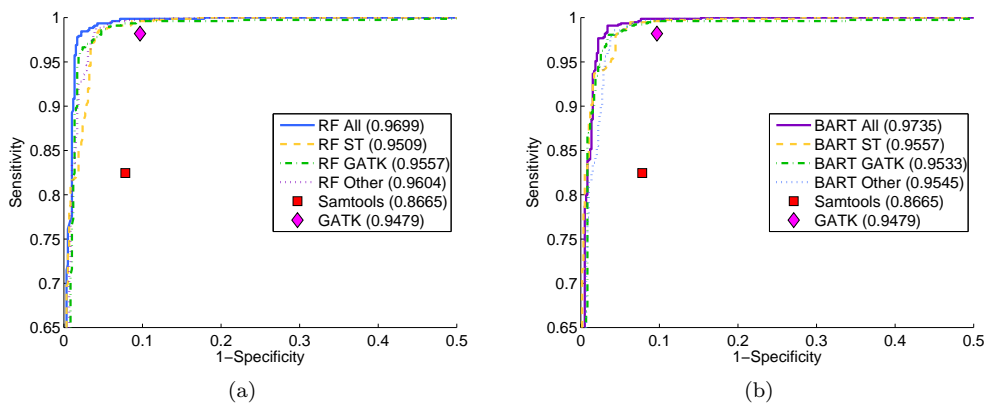 1
0.95
0.9
0.85
0.8
0.75
0.7
0.65
Sensitivity
0 0.1 0.2 0.3 0.4 0.5
1−Specificity
RF All (0.9699)
RF ST (0.9509)
RF GATK (0.9557)
RF Other (0.9604)
Samtools (0.8665)
GATK (0.9479)
(a)
1
0.95
0.9
0.85
0.8
0.75
0.7
0.65
Sensitivity
0 0.1 0.2 0.3 0.4 0.5
1−Specificity
BART All (0.9735)
BART ST (0.9557)
BART GATK (0.9533)
BART Other (0.9545)
Samtools (0.8665)
GATK (0.9479)
(b)